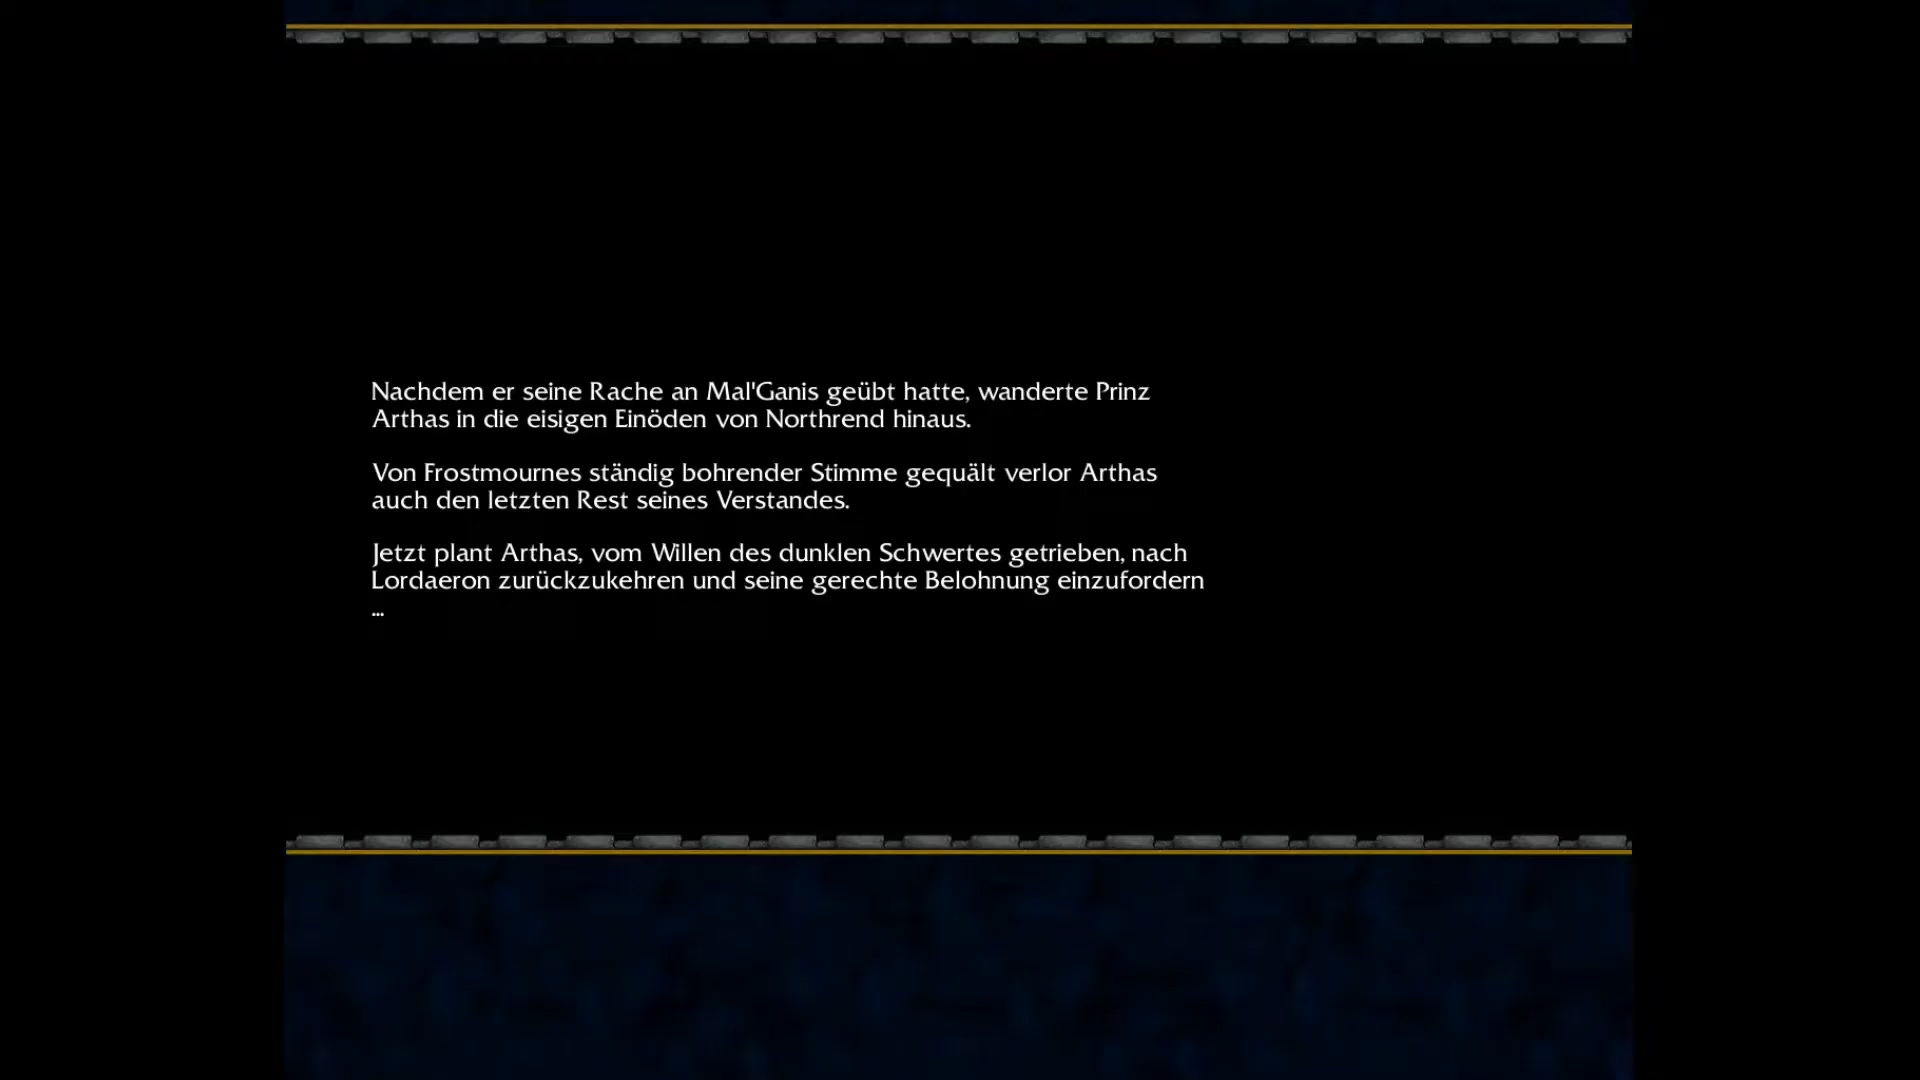 Nachdem er seine Rache an Mal'Ganis geübt hatte, wanderte Prinz
Arthas in die eisigen Einöden von Northrend hinaus.
Von Frostmournes ständig bohrender Stimme gequält verlor Arthas
auch den letzten Rest seines Verstandes.
Jetzt plant Arthas, vom Willen des dunklen Schwertes getrieben, nach
Lordaeron zurückzukehren und seine gerechte Belohnung einzufordern
...